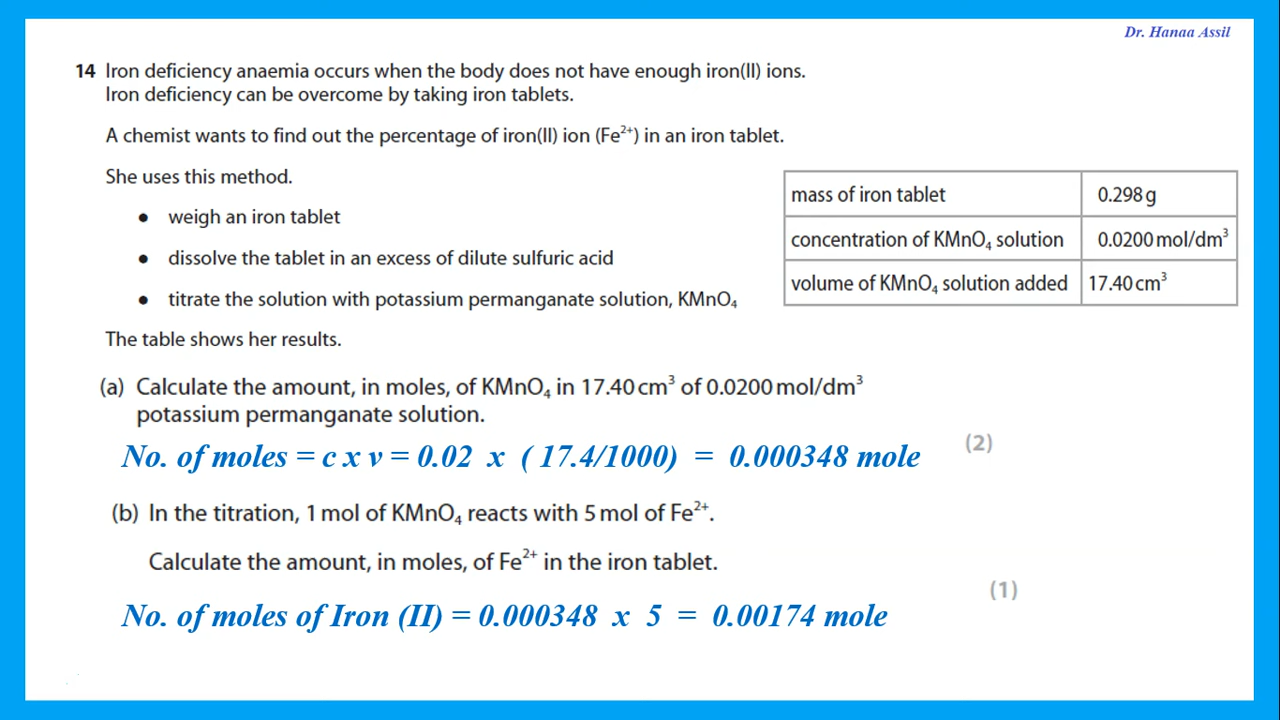 Dr. Hanaa Assil
14 Iron deficiency anaemia occurs when the body does not have enough iron(II) ions.
Iron deficiency can be overcome by taking iron tablets.
A chemist wants to find out the percentage of iron(II) ion (Fe²⁺) in an iron tablet.
She uses this method.
• weigh an iron tablet
• dissolve the tablet in an excess of dilute sulfuric acid
• titrate the solution with potassium permanganate solution, KMnO₄
mass of iron tablet 0.298 g
concentration of KMnO₄ solution 0.0200 mol/dm³
volume of KMnO₄ solution added 17.40 cm³
The table shows her results.
(a) Calculate the amount, in moles, of KMnO₄ in 17.40 cm³ of 0.0200 mol/dm³
potassium permanganate solution.
(2)
No. of moles = c x v = 0.02 x ( 17.4/1000) = 0.000348 mole
(b) In the titration, 1 mol of KMnO₄ reacts with 5 mol of Fe²⁺.
Calculate the amount, in moles, of Fe²⁺ in the iron tablet.
(1)
No. of moles of Iron (II) = 0.000348 x 5 = 0.00174 mole